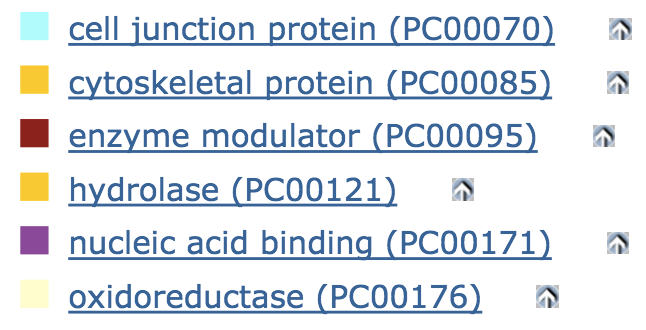 cell junction protein (PC00070)
cytoskeletal protein (PC00085)
enzyme modulator (PC00095)
hydrolase (PC00121)
nucleic acid binding (PC00171)
oxidoreductase (PC00176)